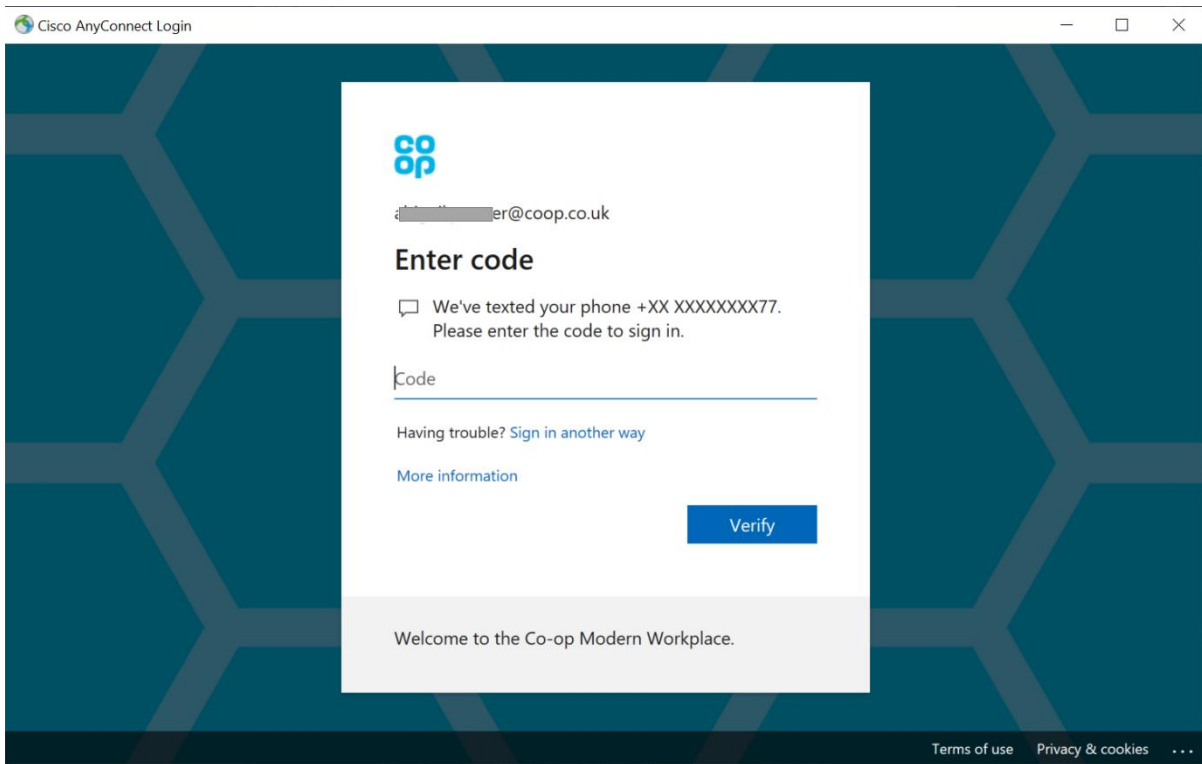 Cisco AnyConnect Login
co
op
er@coop.co.uk
Enter code
We've texted your phone +XX XXXXXXXX77.
Please enter the code to sign in.
Code
Having trouble? Sign in another way
More information
Verify
Welcome to the Co-op Modern Workplace.
Terms of use Privacy & cookies ...